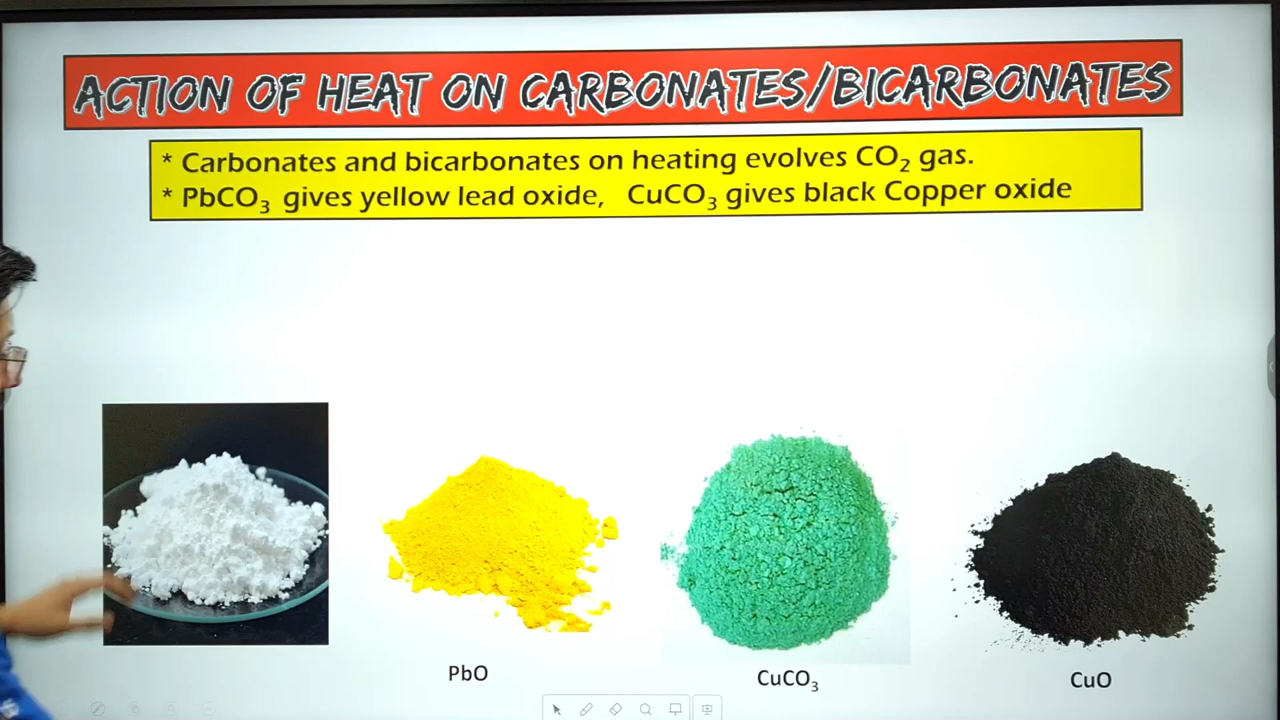 ACTION OF HEAT ON CARBONATES/BICARBONATES
* Carbonates and bicarbonates on heating evolves CO₂ gas.
* PbCO₃ gives yellow lead oxide, CuCO₃ gives black Copper oxide
PbO
CuCO₃
CuO